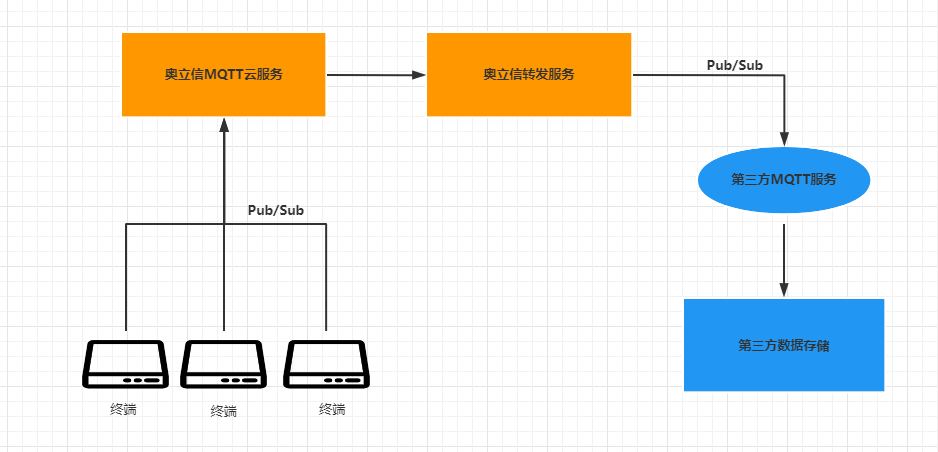 奥立信MQTT云服务
奥立信转发服务
Pub/Sub
第三方MQTT服务
Pub/Sub
第三方数据存储
终端
终端
终端